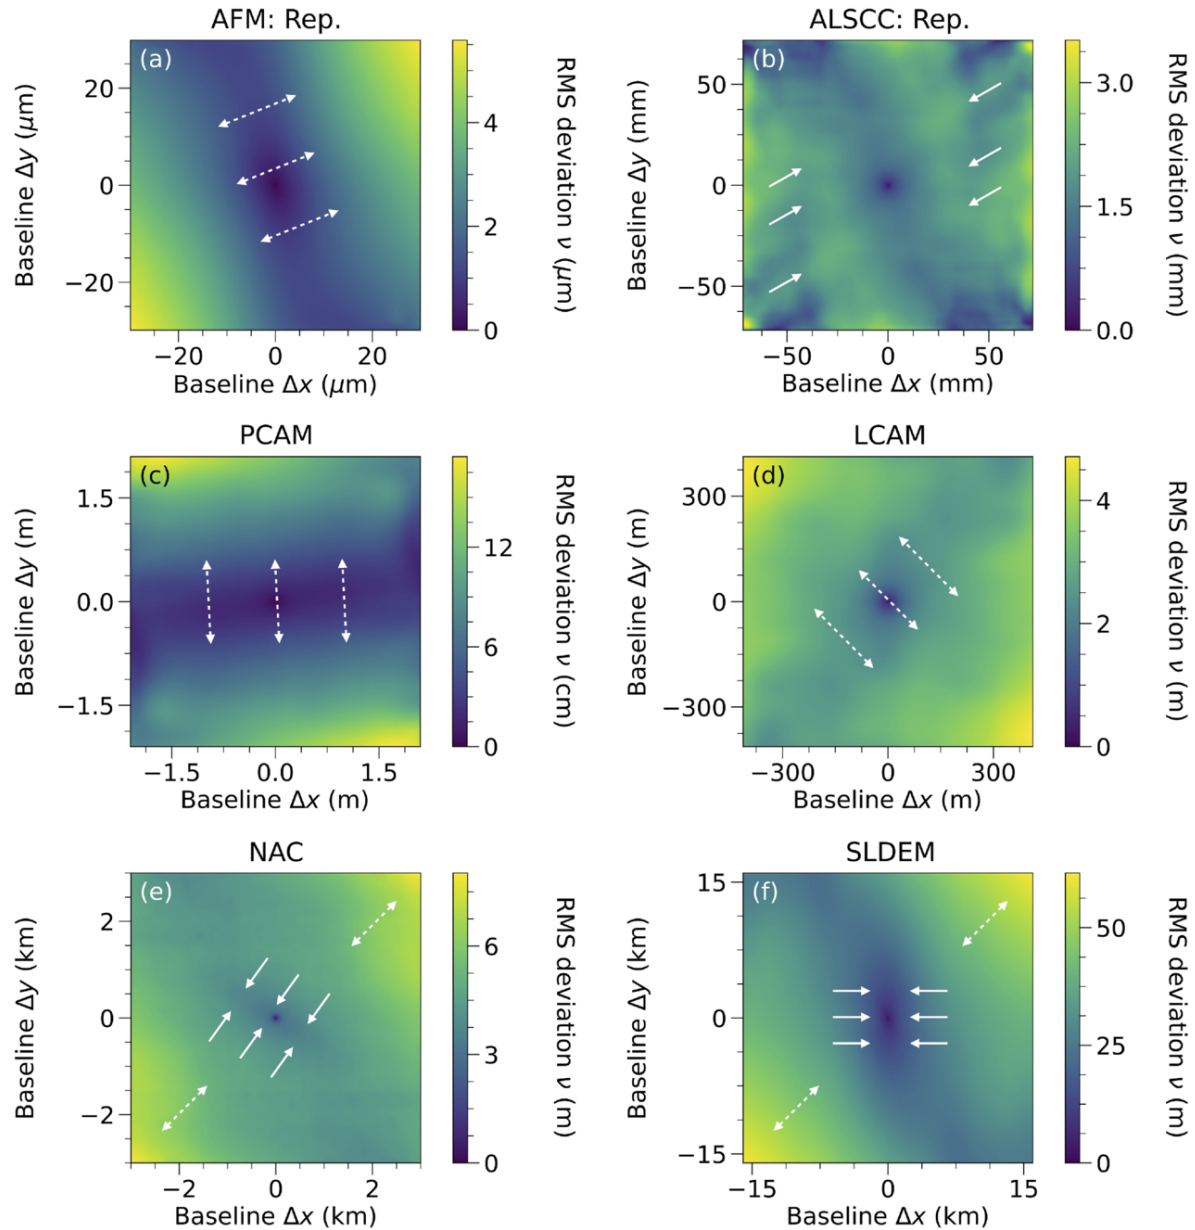 AFM: Rep.
(a)
Baseline Δy (μm)
20
0
−20
−20 0 20
Baseline Δx (μm)
4
2
0
RMS deviation ν (μm)
ALSCC: Rep.
(b)
Baseline Δy (mm)
50
0
−50
−50 0 50
Baseline Δx (mm)
3.0
1.5
0.0
RMS deviation ν (mm)
PCAM
(c)
Baseline Δy (m)
1.5
0.0
−1.5
−1.5 0.0 1.5
Baseline Δx (m)
12
6
0
RMS deviation ν (cm)
LCAM
(d)
Baseline Δy (m)
300
0
−300
−300 0 300
Baseline Δx (m)
4
2
0
RMS deviation ν (m)
NAC
(e)
Baseline Δy (km)
2
0
−2
−2 0 2
Baseline Δx (km)
6
3
0
RMS deviation ν (m)
SLDEM
(f)
Baseline Δy (km)
15
0
−15
−15 0 15
Baseline Δx (km)
50
25
0
RMS deviation ν (m)